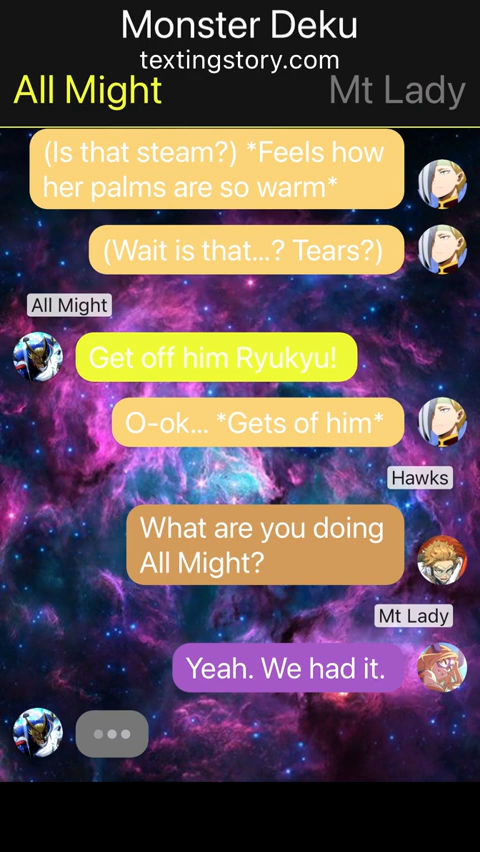 Monster Deku
textingstory.com
All Might
Mt Lady
(Is that steam?) *Feels how
her palms are so warm*
(Wait is that...? Tears?)
All Might
Get off him Ryukyu!
O-ok... *Gets of him*
Hawks
What are you doing
All Might?
Mt Lady
Yeah. We had it.